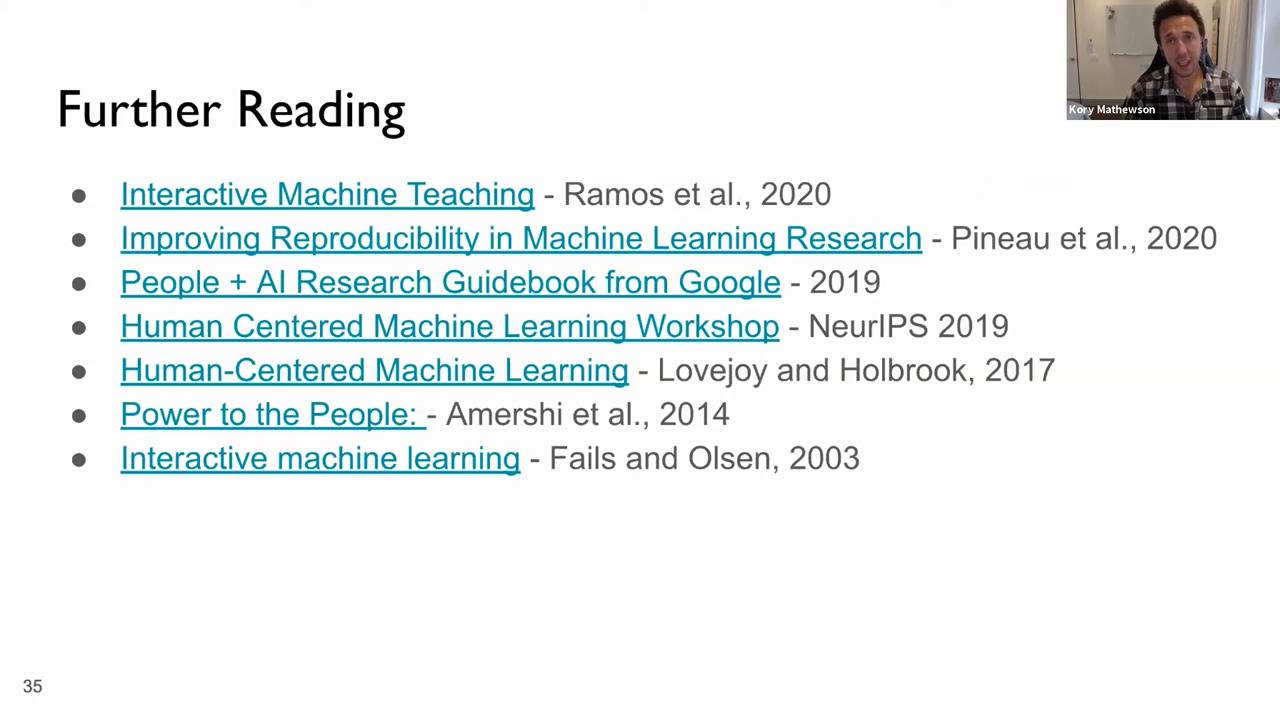 Kory Mathewson
Further Reading
● Interactive Machine Teaching - Ramos et al., 2020
● Improving Reproducibility in Machine Learning Research - Pineau et al., 2020
● People + AI Research Guidebook from Google - 2019
● Human Centered Machine Learning Workshop - NeurIPS 2019
● Human-Centered Machine Learning - Lovejoy and Holbrook, 2017
● Power to the People: - Amershi et al., 2014
● Interactive machine learning - Fails and Olsen, 2003
35